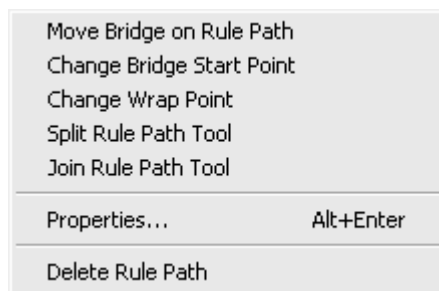 Move Bridge on Rule Path
Change Bridge Start Point
Change Wrap Point
Split Rule Path Tool
Join Rule Path Tool
Properties... Alt+Enter
Delete Rule Path